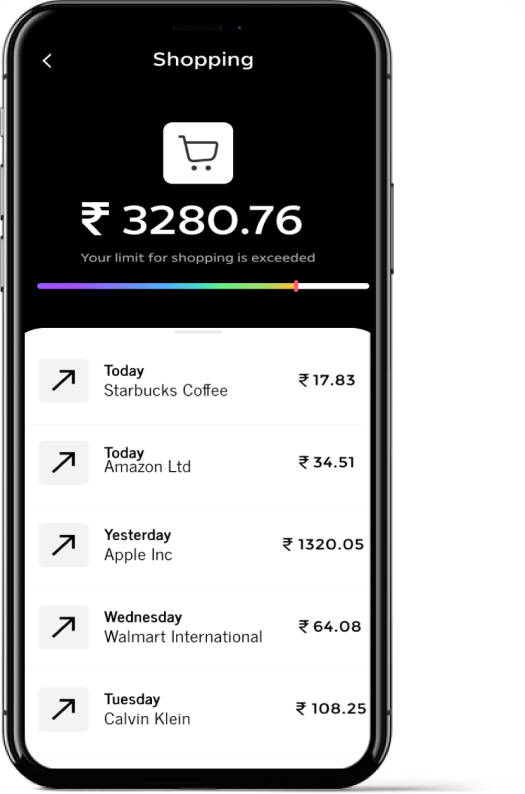 Shopping
₹ 3280.76
Your limit for shopping is exceeded
Today
Starbucks Coffee
₹ 17.83
Today
Amazon Ltd
₹ 34.51
Yesterday
Apple Inc
₹ 1320.05
Wednesday
Walmart International
₹ 64.08
Tuesday
Calvin Klein
₹ 108.25